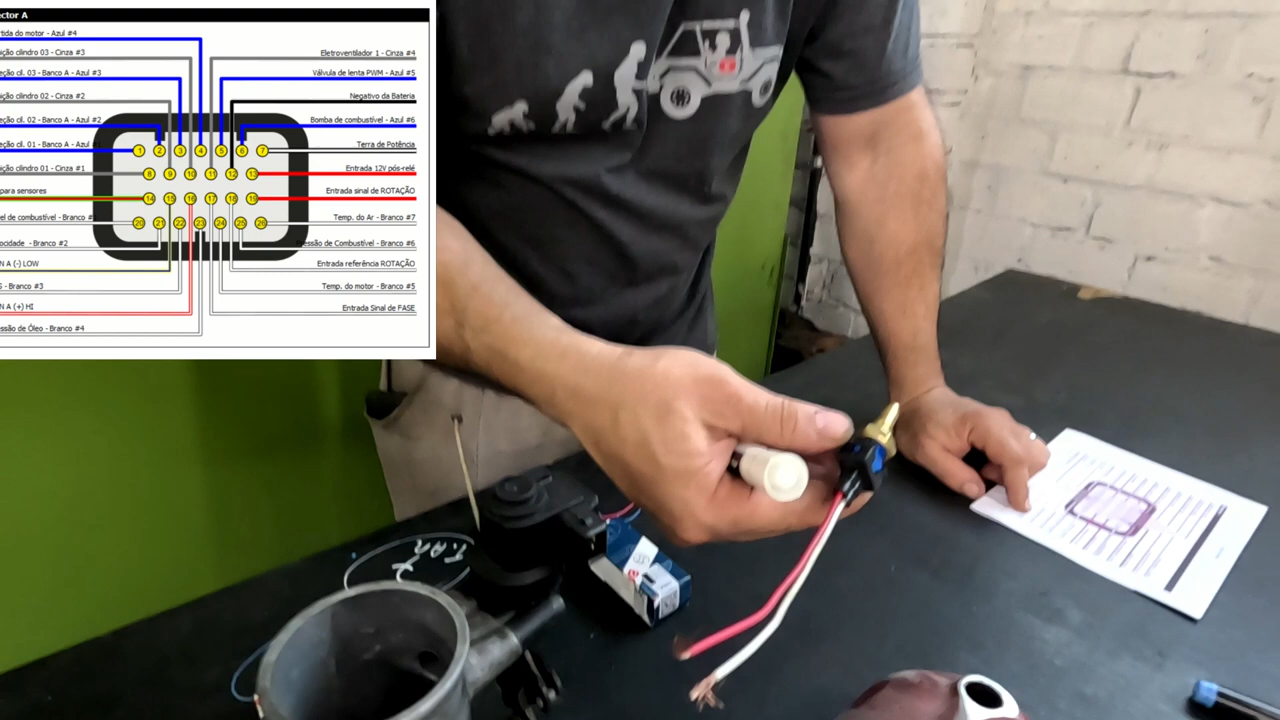 ector A
tida do motor - Azul #4
ição cilindro 03 - Cinza #3
eção cil. 03 - Banco A - Azul #3
ição cilindro 02 - Cinza #2
eção cil. 02 - Banco A - Azul #2
eção cil. 01 - Banco A - Azul
ição cilindro 01 - Cinza #1
para sensores
el de combustível - Branco #
ocidade - Branco #2
N A (-) LOW
S - Branco #3
N A (+) HI
ssão de Óleo - Branco #4
Eletroventilador 1 - Cinza #4
Válvula de lenta PWM - Azul #5
Negativo da Bateria
Bomba de combustível - Azul #6
Terra de Potência
Entrada 12V pós-relé
Entrada sinal de ROTAÇÃO
Temp. do Ar - Branco #7
essão de Combustível - Branco #6
Entrada referência ROTAÇÃO
Temp. do motor - Branco #5
Entrada Sinal de FASE
1 2 3 4 5 6 7
8 9 10 11 12 13
14 15 16 17 18 19
20 21 22 23 24 25 26
T.AR